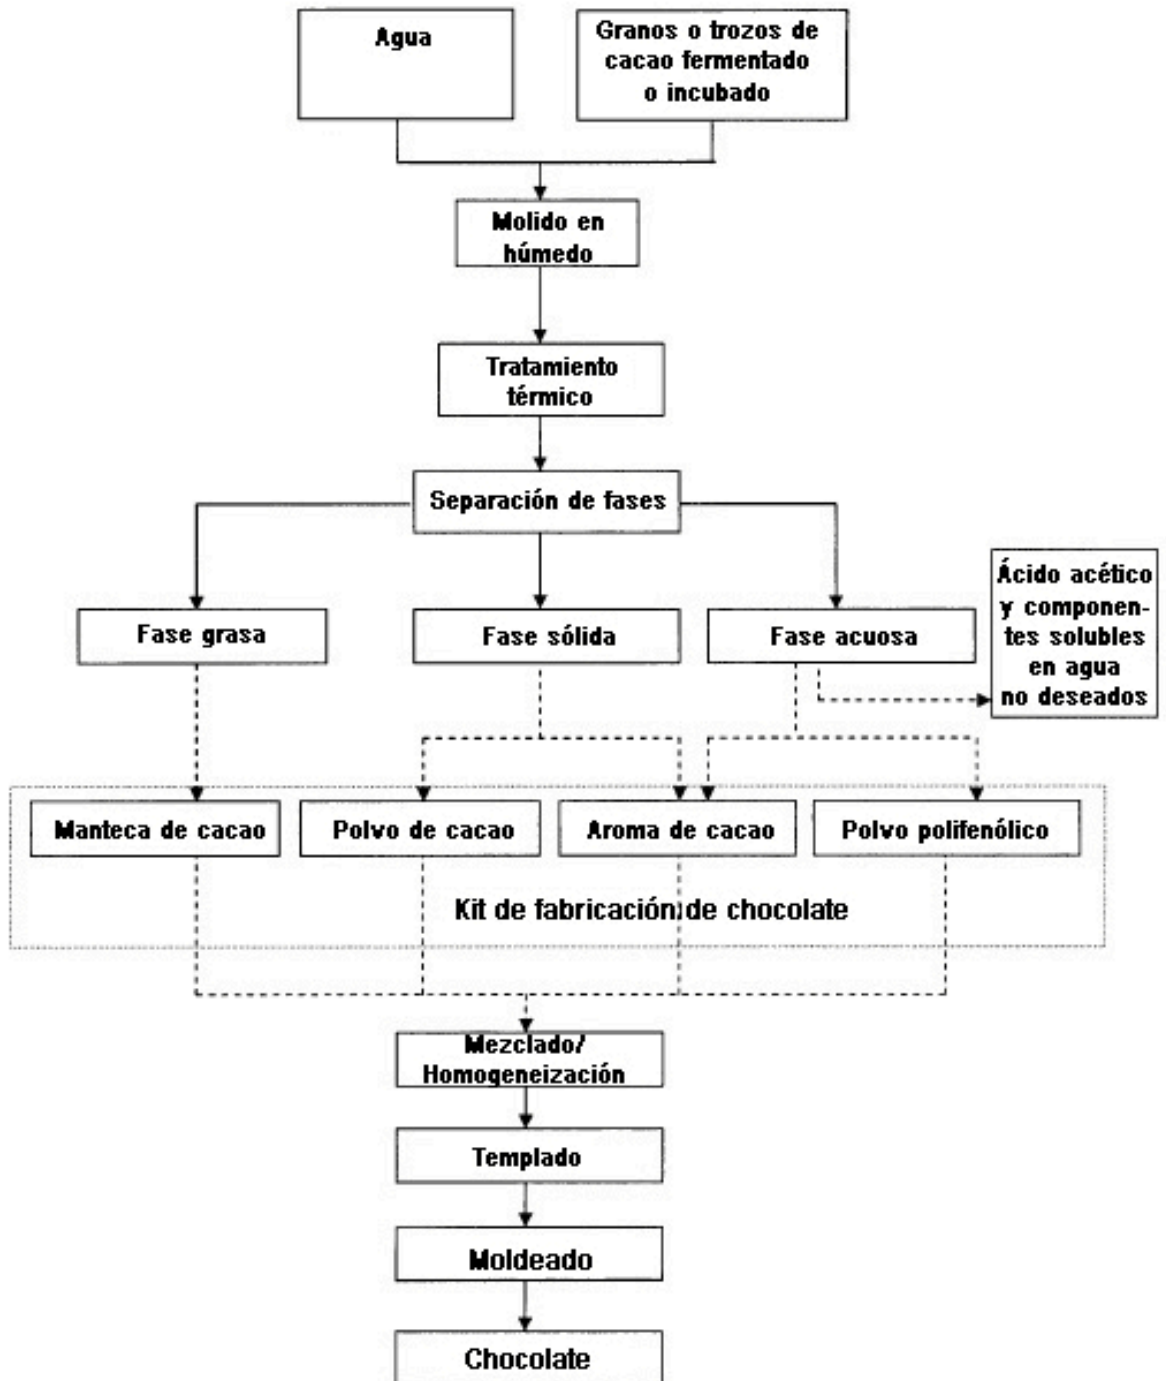 Agua
Granos o trozos de
cacao fermentado
o incubado
Molido en
húmedo
Tratamiento
térmico
Separación de fases
Ácido acético
y componen-
tes solubles
en agua
no deseados
Fase grasa
Fase sólida
Fase acuosa
Manteca de cacao
Polvo de cacao
Aroma de cacao
Polvo polifenólico
Kit de fabricación de chocolate
Mezclado/
Homogeneización
Templado
Moldeado
Chocolate